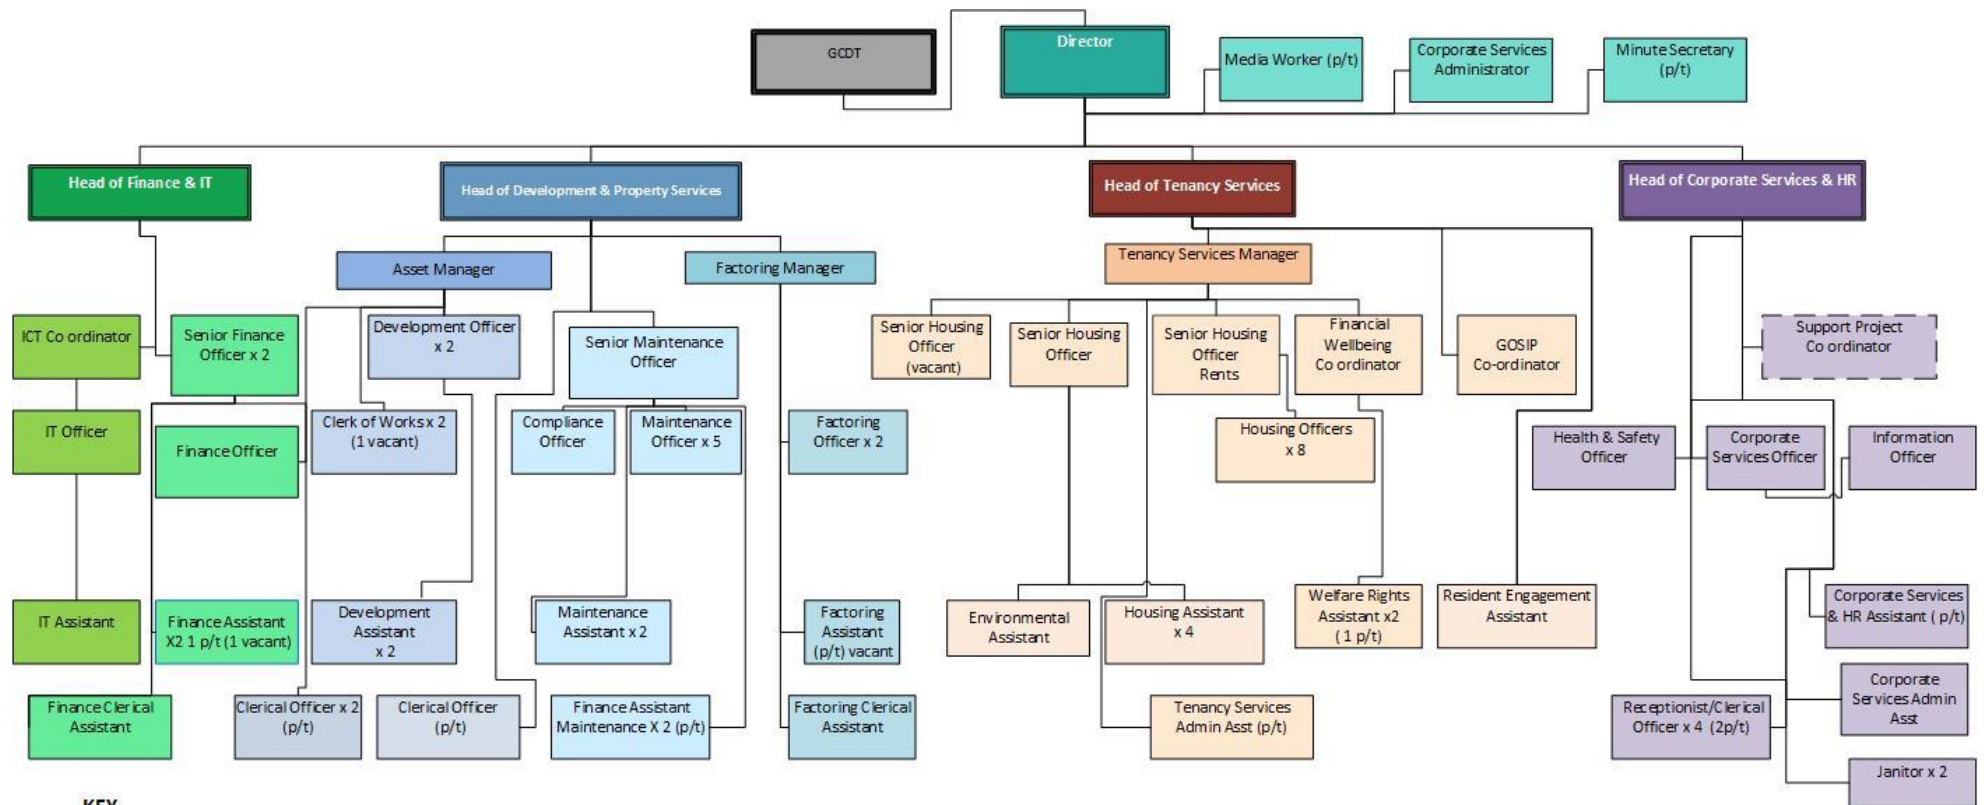 GCDT
Director
Media Worker (p/t)
Corporate Services
Administrator
Minute Secretary
(p/t)
Head of Finance & IT
Head of Development & Property Services
Head of Tenancy Services
Head of Corporate Services & HR
Asset Manager
Factoring Manager
Tenancy Services Manager
ICT Co ordinator
Senior Finance
Officer x 2
Development Officer
x 2
Senior Maintenance
Officer
Senior Housing
Officer
(vacant)
Senior Housing
Officer
Senior Housing
Officer
Rents
Financial
Wellbeing
Co ordinator
GOSIP
Co-ordinator
Support Project
Co ordinator
IT Officer
Finance Officer
Clerk of Works x 2
(1 vacant)
Compliance
Officer
Maintenance
Officer x 5
Factoring
Officer x 2
Housing Officers
x 8
Health & Safety
Officer
Corporate
Services Officer
Information
Officer
IT Assistant
Finance Assistant
X2 1 p/t (1 vacant)
Development
Assistant
x 2
Maintenance
Assistant x 2
Factoring
Assistant
(p/t) vacant
Environmental
Assistant
Housing Assistant
x 4
Welfare Rights
Assistant x2
( 1 p/t)
Resident Engagement
Assistant
Corporate Services
& HR Assistant ( p/t)
Finance Clerical
Assistant
Clerical Officer x 2
(p/t)
Clerical Officer
(p/t)
Finance Assistant
Maintenance X 2 (p/t)
Factoring Clerical
Assistant
Tenancy Services
Admin Asst (p/t)
Receptionist/Clerical
Officer x 4 (2p/t)
Corporate
Services Admin
Asst
Janitor x 2
KEY